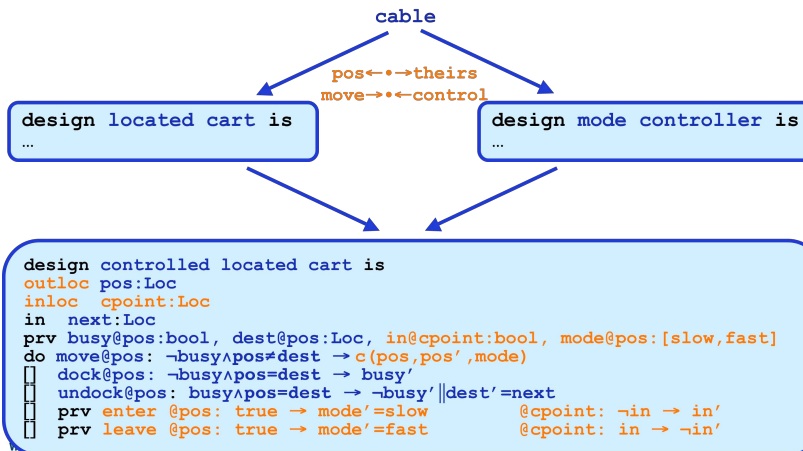 cable
pos←•→theirs
move→•←control
design located cart is
…
design mode controller is
…
design controlled located cart is
outloc pos:Loc
inloc cpoint:Loc
in next:Loc
prv busy@pos:bool, dest@pos:Loc, in@cpoint:bool, mode@pos:[slow,fast]
do move@pos: ¬busy∧pos≠dest → c(pos,pos′,mode)
[] dock@pos: ¬busy∧pos=dest → busy′
[] undock@pos: busy∧pos=dest → ¬busy′‖dest′=next
[] prv enter @pos: true → mode′=slow @cpoint: ¬in → in′
[] prv leave @pos: true → mode′=fast @cpoint: in → ¬in′